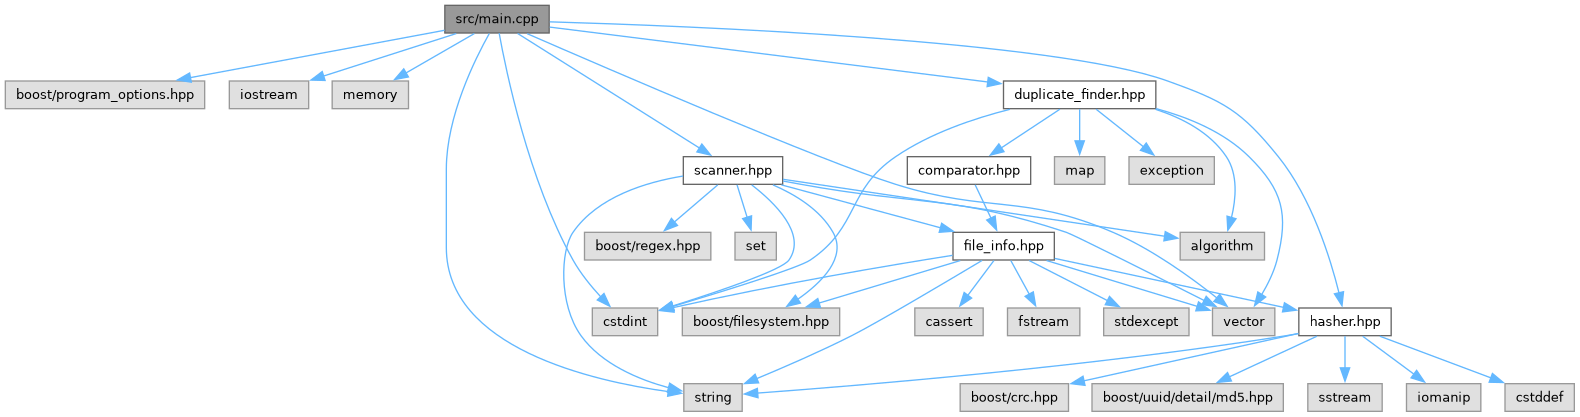 src/main.cpp
boost/program_options.hpp
iostream
memory
duplicate_finder.hpp
scanner.hpp
comparator.hpp
map
exception
boost/regex.hpp
set
file_info.hpp
algorithm
cstdint
boost/filesystem.hpp
cassert
fstream
stdexcept
vector
hasher.hpp
string
boost/crc.hpp
boost/uuid/detail/md5.hpp
sstream
iomanip
cstddef